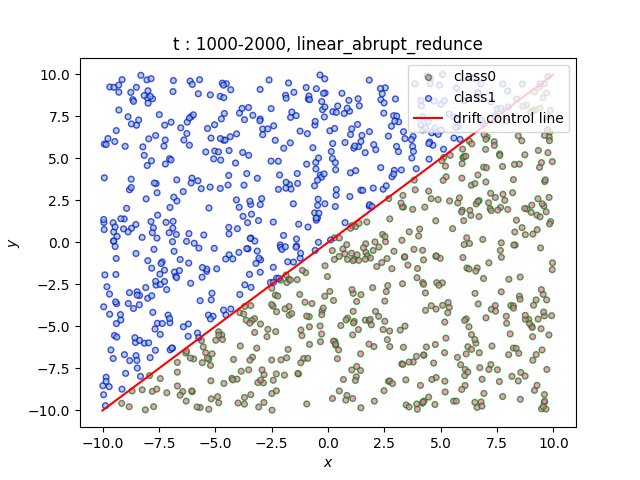 t : 1000-2000, linear_abrupt_redunce
class0
class1
drift control line
y
10.0
7.5
5.0
2.5
0.0
−2.5
−5.0
−7.5
−10.0
−10.0 −7.5 −5.0 −2.5 0.0 2.5 5.0 7.5 10.0
x